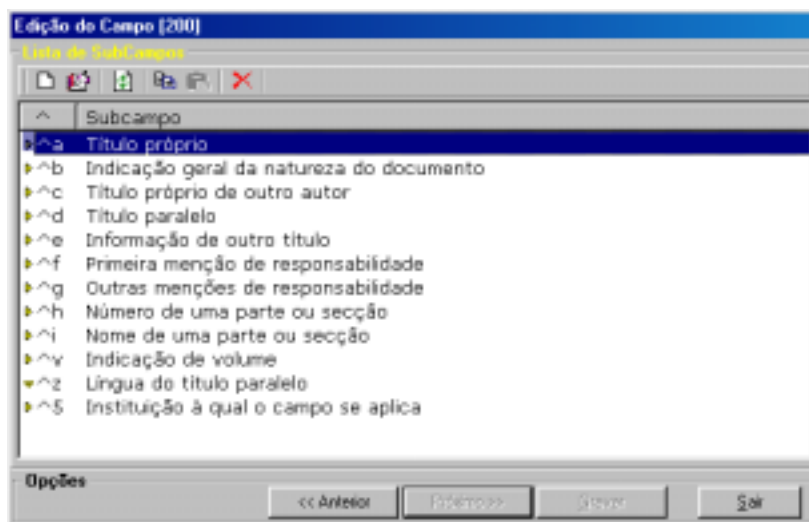 Edição do Campo [200]
Lista de SubCampos
^ Subcampo
^a Título próprio
^b Indicação geral da natureza do documento
^c Título próprio de outro autor
^d Título paralelo
^e Informação de outro título
^f Primeira menção de responsabilidade
^g Outras menções de responsabilidade
^h Número de uma parte ou secção
^i Nome de uma parte ou secção
^v Indicação de volume
^z Língua do título paralelo
^5 Instituição à qual o campo se aplica
Opções
<< Anterior Próximo >> Gravar Sair